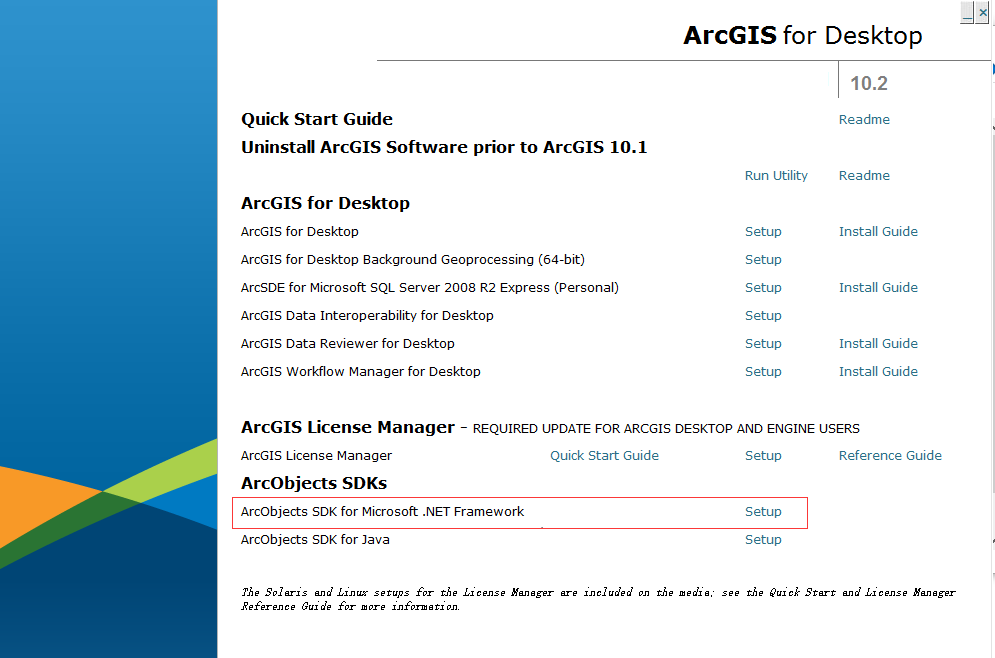 ArcGIS for Desktop
10.2
Quick Start Guide Readme
Uninstall ArcGIS Software prior to ArcGIS 10.1
Run Utility Readme
ArcGIS for Desktop
ArcGIS for Desktop Setup Install Guide
ArcGIS for Desktop Background Geoprocessing (64-bit) Setup
ArcSDE for Microsoft SQL Server 2008 R2 Express (Personal) Setup Install Guide
ArcGIS Data Interoperability for Desktop Setup
ArcGIS Data Reviewer for Desktop Setup Install Guide
ArcGIS Workflow Manager for Desktop Setup Install Guide
ArcGIS License Manager - REQUIRED UPDATE FOR ARCGIS DESKTOP AND ENGINE USERS
ArcGIS License Manager Quick Start Guide Setup Reference Guide
ArcObjects SDKs
ArcObjects SDK for Microsoft .NET Framework Setup
ArcObjects SDK for Java Setup
The Solaris and Linux setups for the License Manager are included on the media; see the Quick Start and License Manager
Reference Guide for more information.